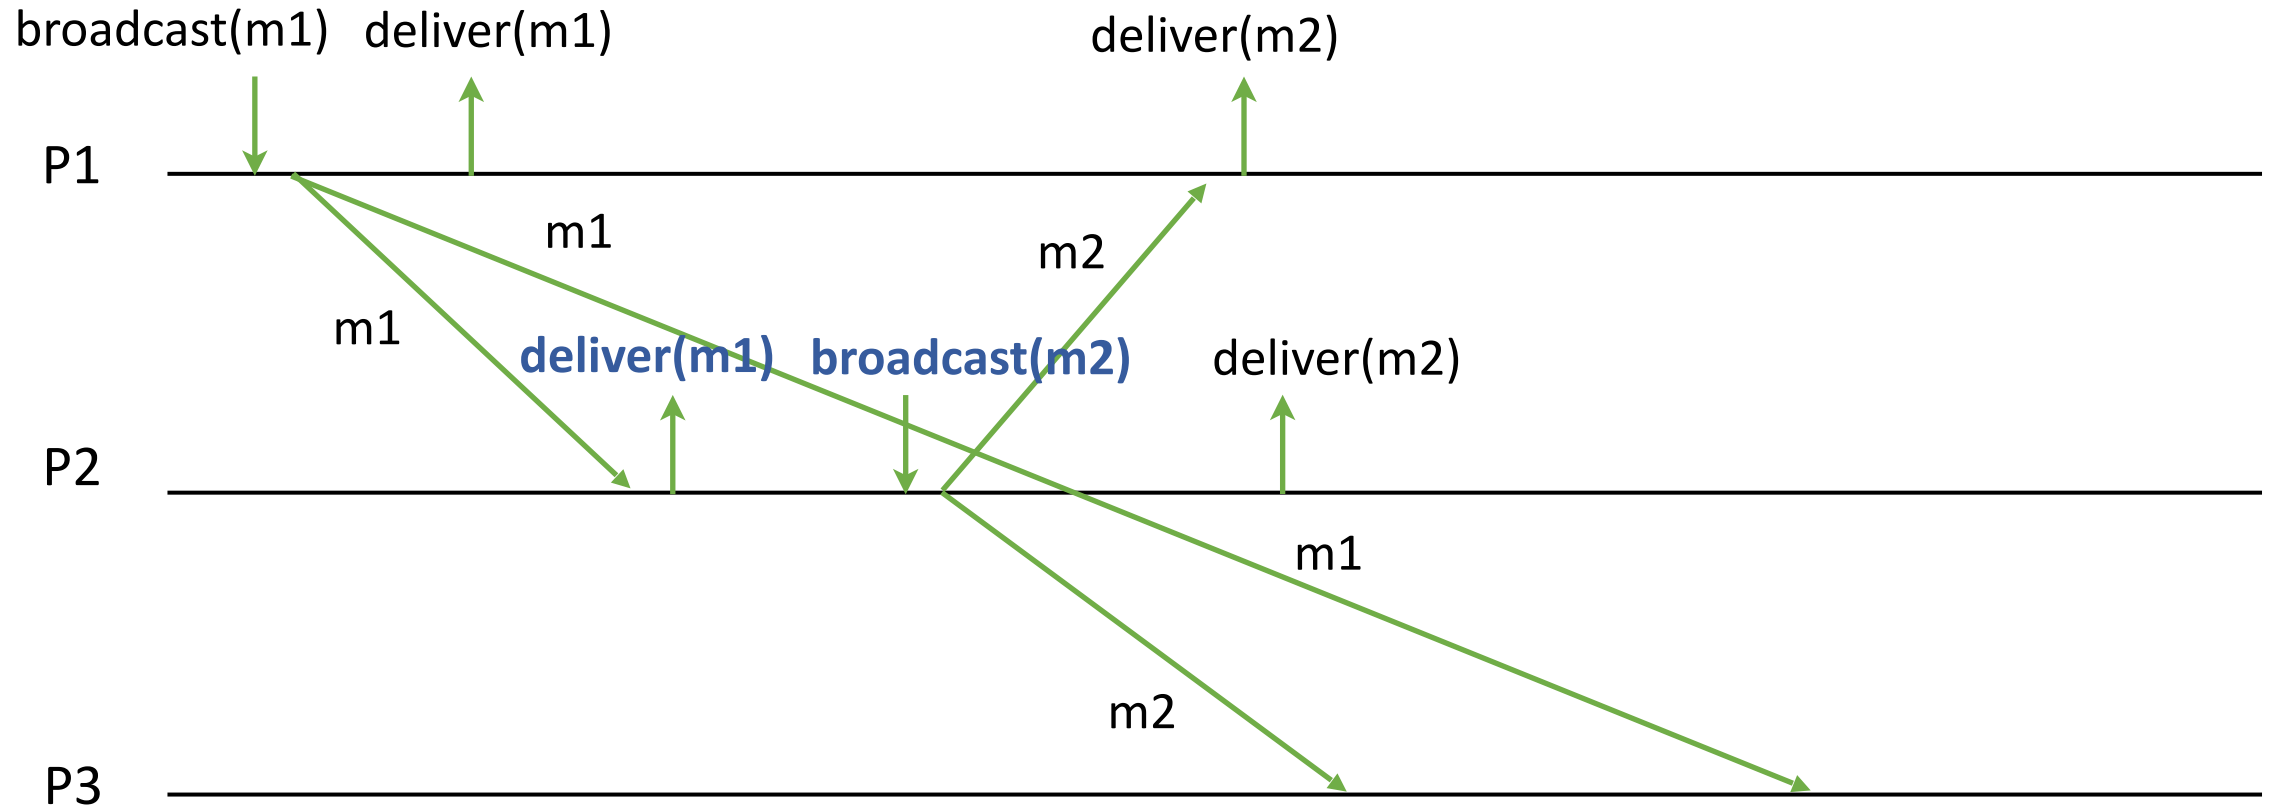 broadcast(m1) deliver(m1) deliver(m2)
P1
m1
m2
m1
deliver(m1) broadcast(m2) deliver(m2)
P2
m1
m2
P3